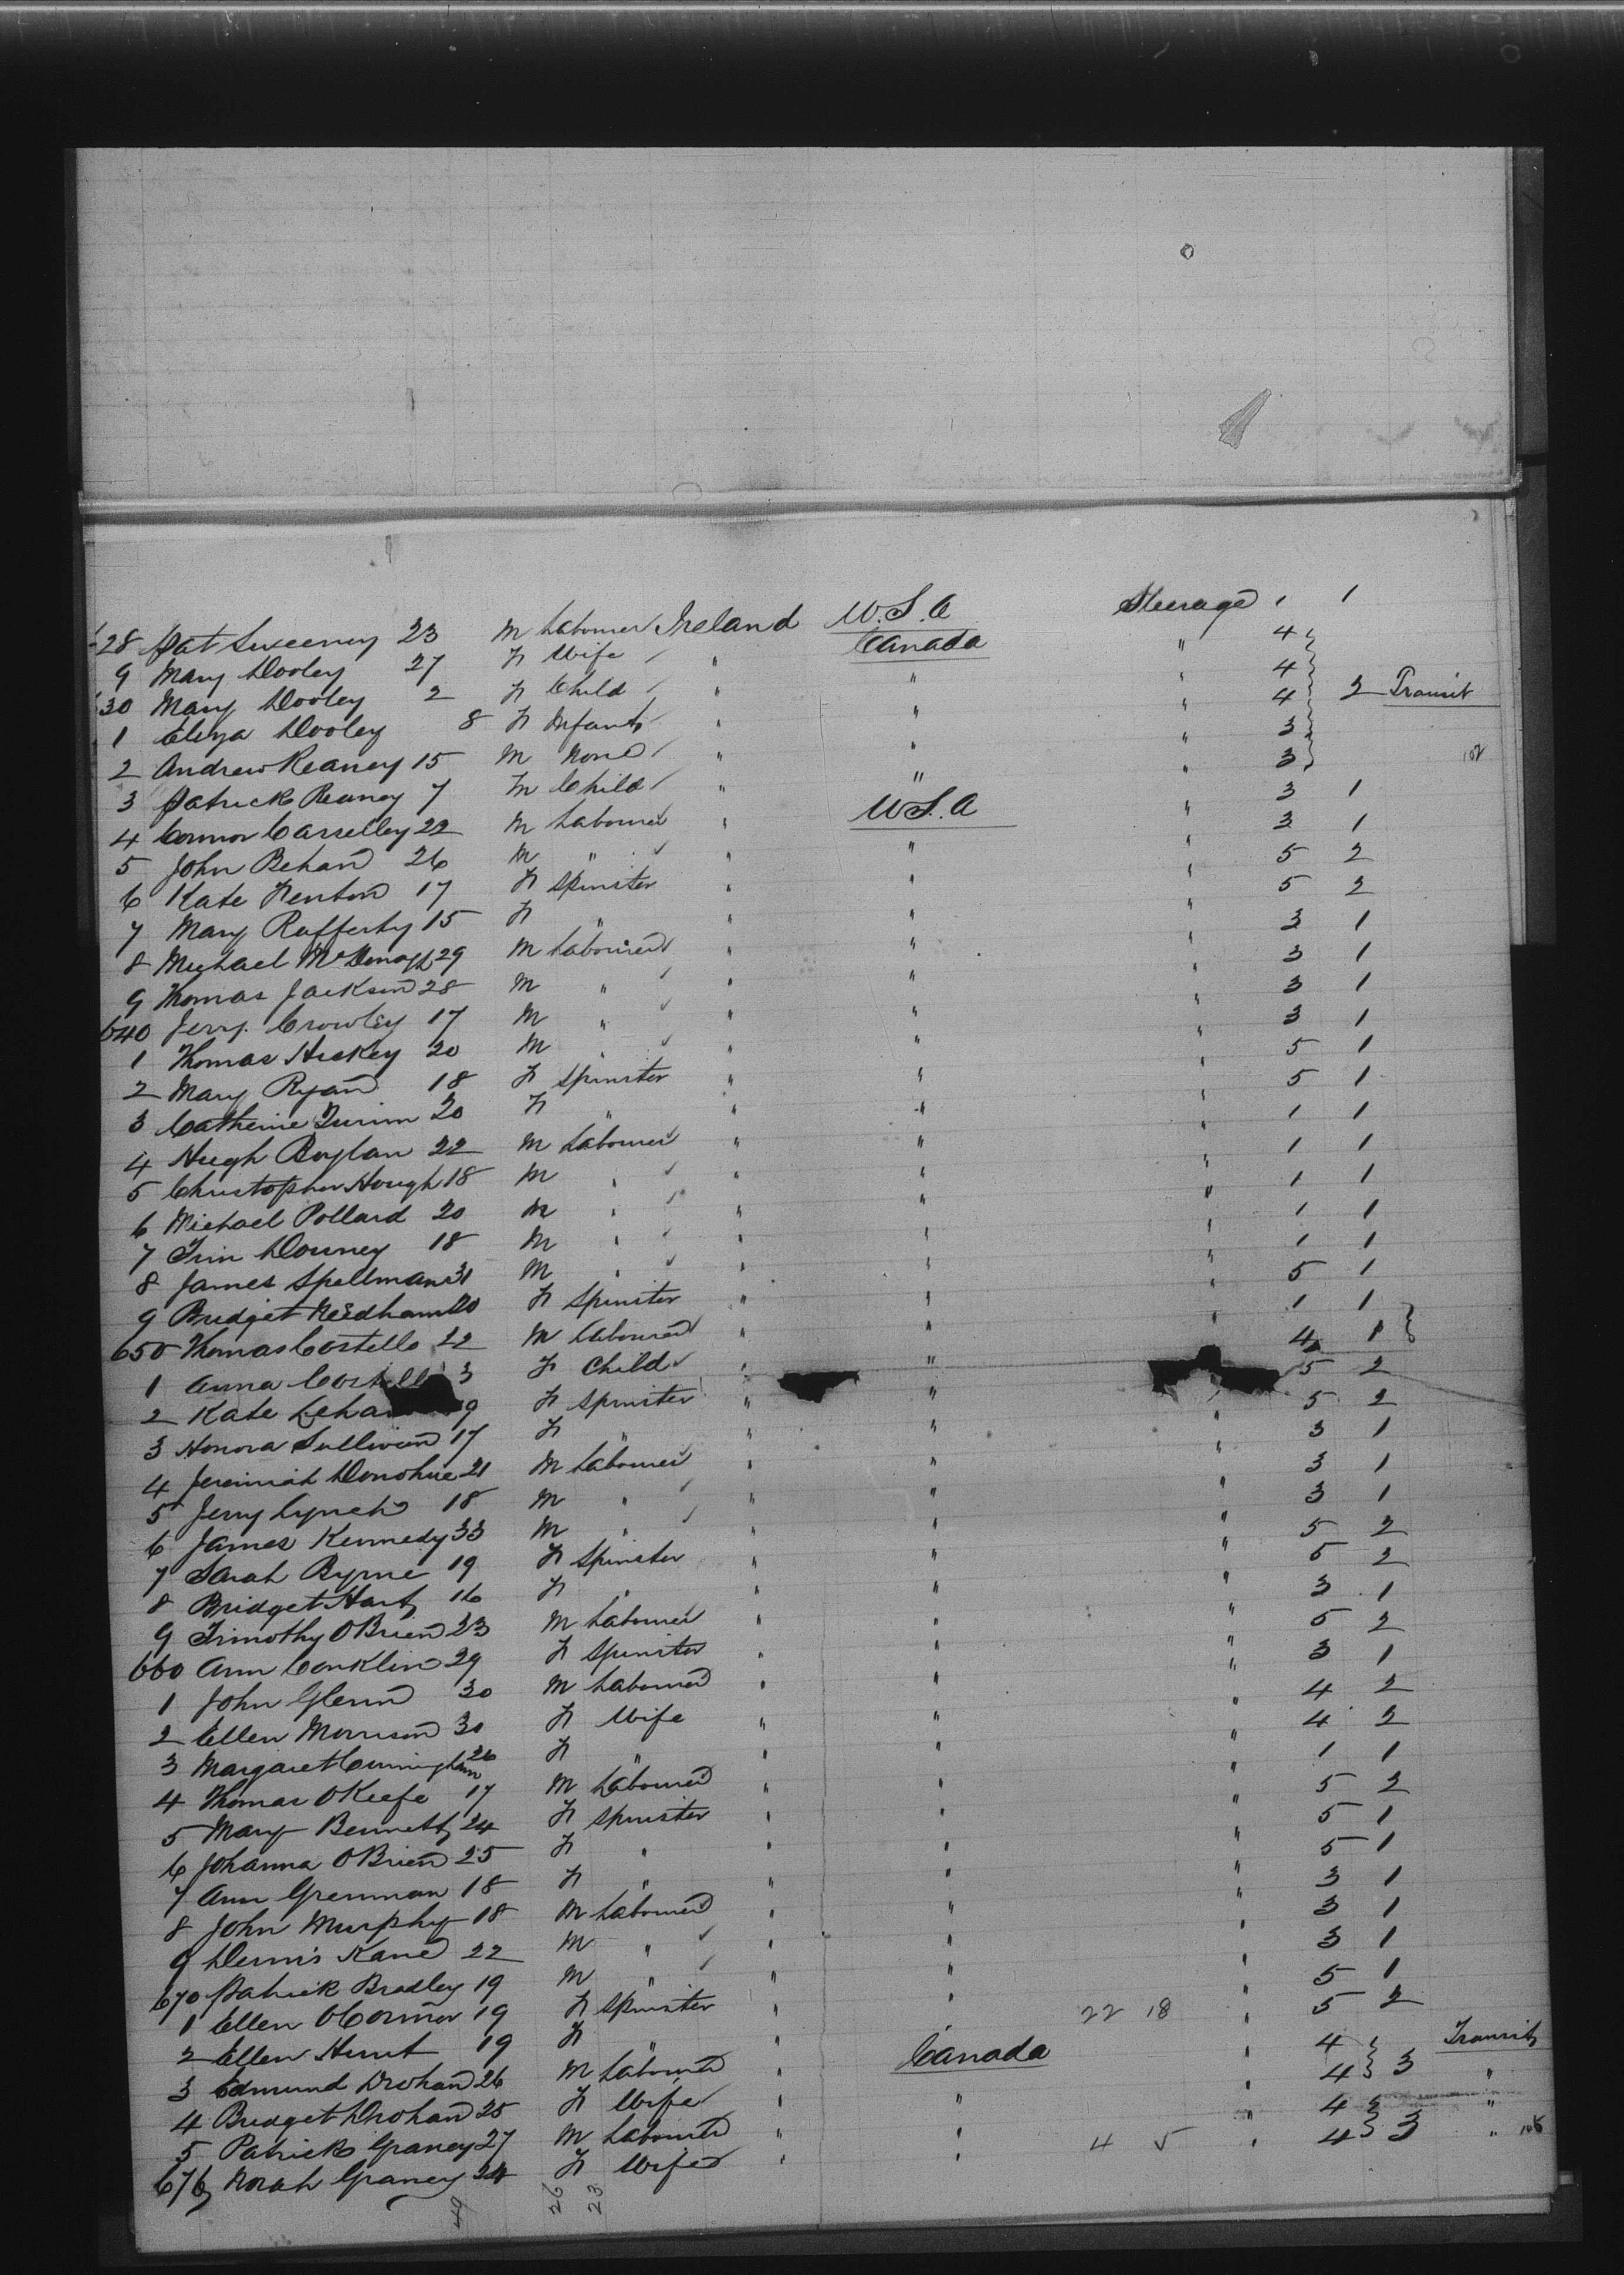 628 Pat Sweeney 23 M Labourer Ireland U.S.A Steerage 1 1
9 Mary Dooley 27 F Wife " Canada " 4
630 Mary Dooley 2 F Child " " " 4
1 Eliza Dooley 8 F Infant " " " 4 2 Transit
2 Andrew Reaney 15 M None " " " 3
3 Patrick Reaney 7 M Child " " " 3
4 Connor Casselley 22 M Labourer " U.S.A " 3 1
5 John Behan 26 M " " " " 3 1
6 Kate Fenton 17 F Spinster " " " 5 2
7 Mary Rafferty 15 F " " " " 5 2
8 Michael McDonagh 29 M Labourer " " " 3 1
9 Thomas Jackson 28 M " " " " 3 1
640 Jerry Crowley 17 M " " " " 3 1
1 Thomas Hickey 20 M " " " " 3 1
2 Mary Ryan 18 F Spinster " " " 5 1
3 Catherine 20 F " " " " 5 1
4 Hugh Boylan 22 M Labourer " " " 1 1
5 Christopher Hough 18 M " " " " 1 1
6 Michael Pollard 20 M " " " " 1 1
7 Tim Downey 18 M " " " " 1 1
8 James Spellman 31 M " " " " 1 1
9 Bridget Needham 20 F Spinster " " " 5 1
650 Thomas Costello 22 M Labourer " " " 1 1
1 Anna 3 F Child " " 4 1
2 Kate 9 F Spinster " " 5 2
3 Honora Sullivan 17 F " " " " 5 2
4 Jeremiah Donohue 21 M Labourer " " " 3 1
5 Jerry Lynch 18 M " " " " 3 1
6 James Kennedy 33 M " " " " 3 1
7 Sarah Byrne 19 F Spinster " " " 5 2
8 Bridget Hart 16 F " " " " 5 2
9 Timothy OBrien 23 M Labourer " " " 3 1
660 Ann Conklin 29 F Spinster " " " 5 2
1 John Glenn 30 M Labourer " " " 3 1
2 Ellen Morrison 30 F Wife " " " 4 2
3 Margaret Cunningham 26 F " " " " 4 2
4 Thomas OKeefe 17 M Labourer " " " 1 1
5 Mary Bennett 24 F Spinster " " " 5 2
6 Johanna OBrien 25 F " " " " 5 1
7 Ann Grennan 18 F " " " " 5 1
8 John Murphy 18 M Labourer " " " 3 1
9 Dennis Kane 22 M " " " " 3 1
670 Patrick Bradley 19 M " " " " 3 1
1 Ellen OConnor 19 F Spinster " " " 5 1
2 Ellen Hunt 19 F " " " 22 18 " 5 2
3 Edmund Drohan 26 M Labourer " Canada " 4 Transit
4 Bridget Drohan 25 F Wife " " " 4 3 "
5 Patrick Graney 27 M Labourer " " " 4 "
676 Norah Graney 24 F Wife " " 4 5 " 4 3 "
49 26 23